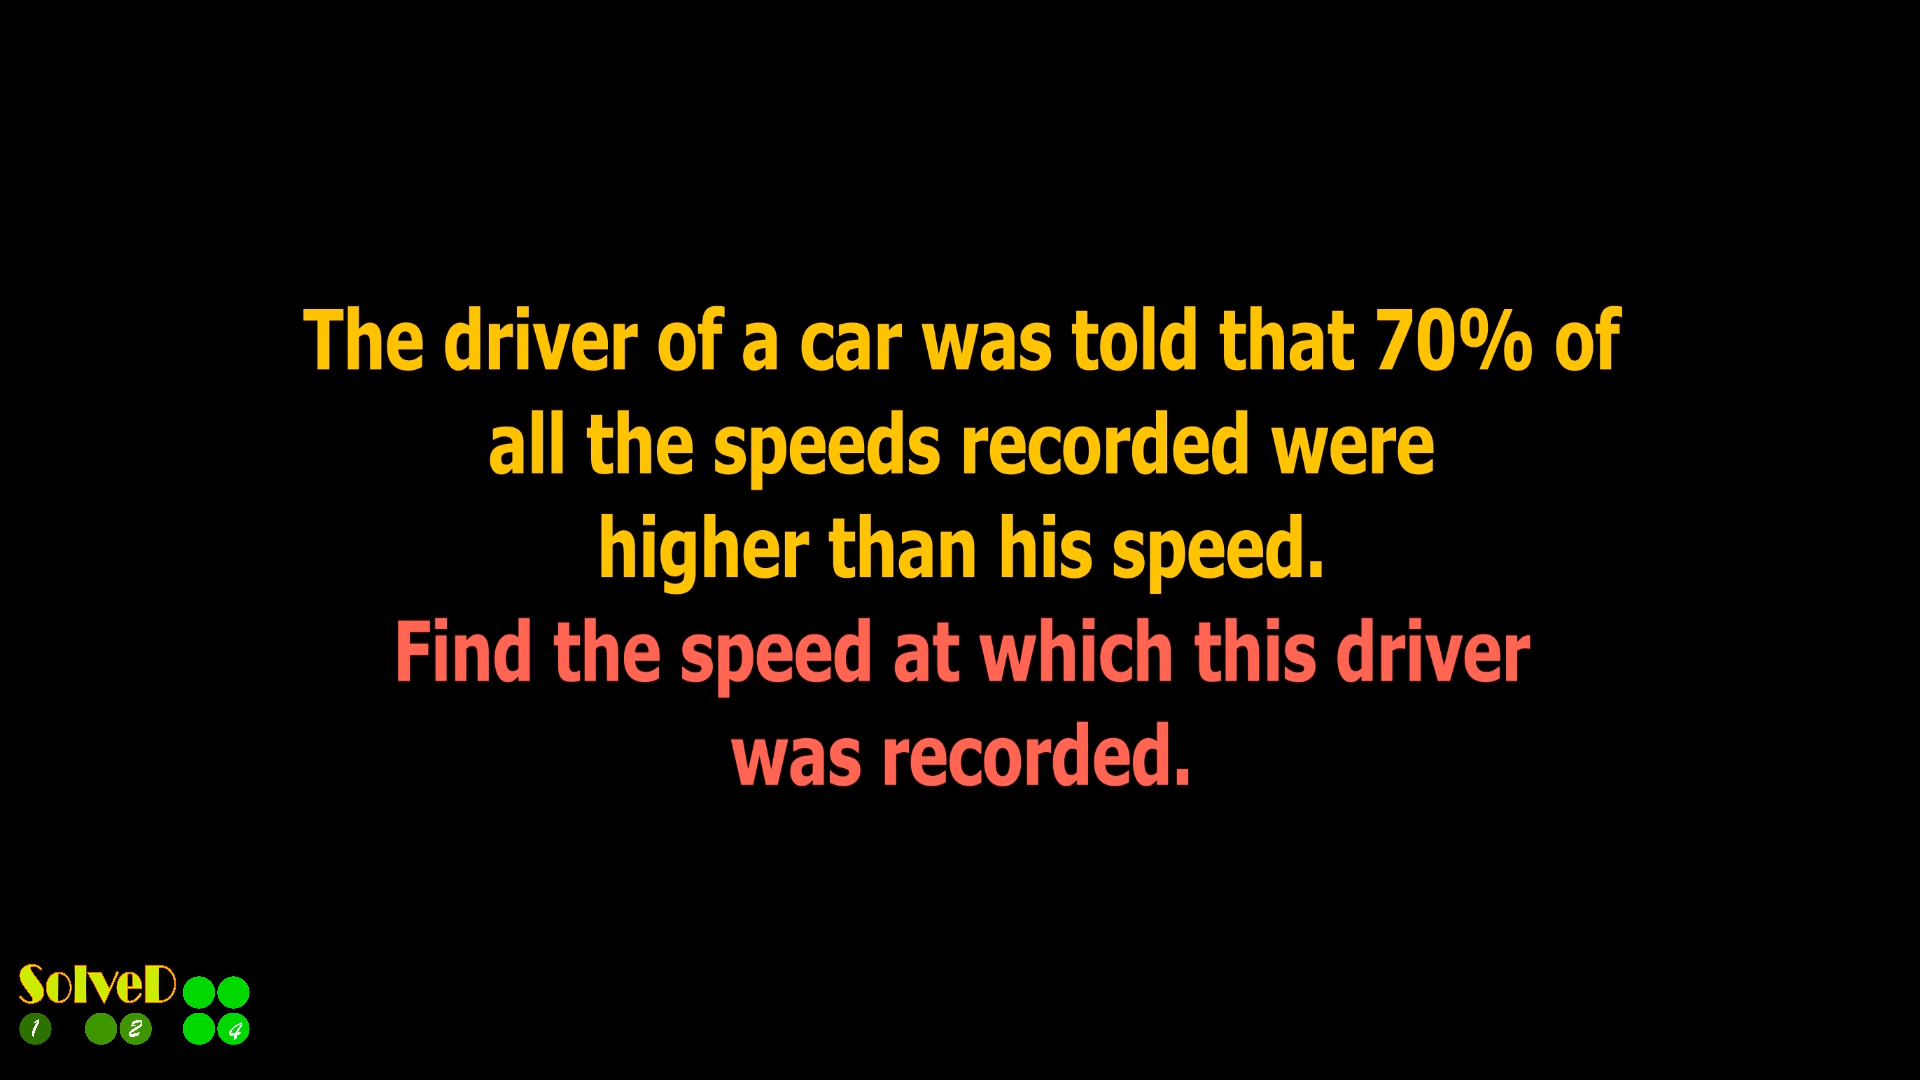 The driver of a car was told that 70% of
all the speeds recorded were
higher than his speed.
Find the speed at which this driver
was recorded.
SolveD
1 2 4